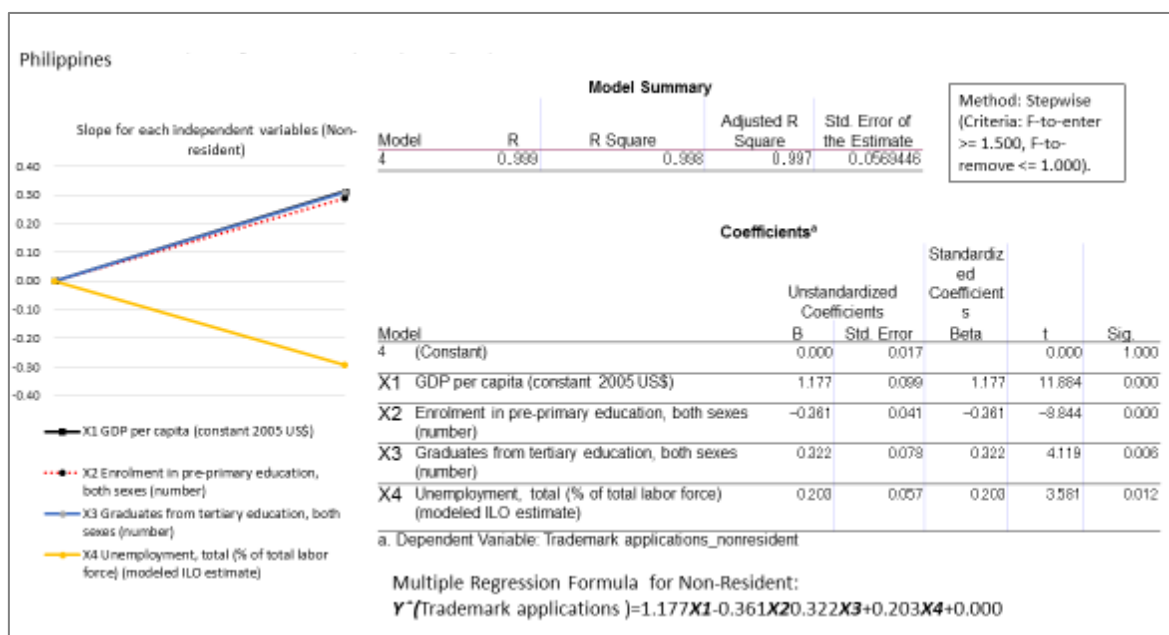 Philippines
Slope for each independent variables (Non-
resident)
0.40
0.30
0.20
0.10
0.00
-0.10
-0.20
-0.30
-0.40
X1 GDP per capita (constant 2005 US$)
X2 Enrolment in pre-primary education,
both sexes (number)
X3 Graduates from tertiary education, both
sexes (number)
X4 Unemployment, total (% of total labor
force) (modeled ILO estimate)
Model Summary
Model R R Square Adjusted R Square Std. Error of the Estimate
4 0.999 0.998 0.997 0.0569446
Method: Stepwise
(Criteria: F-to-enter
>= 1.500, F-to-
remove <= 1.000).
Coefficientsᵃ
Model Unstandardized Coefficients Standardized Coefficients t Sig.
B Std. Error Beta
4 (Constant) 0.000 0.017 0.000 1.000
X1 GDP per capita (constant 2005 US$) 1.177 0.099 1.177 11.884 0.000
X2 Enrolment in pre-primary education, both sexes −0.361 0.041 −0.361 −8.844 0.000
(number)
X3 Graduates from tertiary education, both sexes 0.322 0.078 0.322 4.119 0.006
(number)
X4 Unemployment, total (% of total labor force) 0.203 0.057 0.203 3.581 0.012
(modeled ILO estimate)
a. Dependent Variable: Trademark applications_nonresident
Multiple Regression Formula for Non-Resident:
Yˆ(Trademark applications )=1.177X1-0.361X20.322X3+0.203X4+0.000